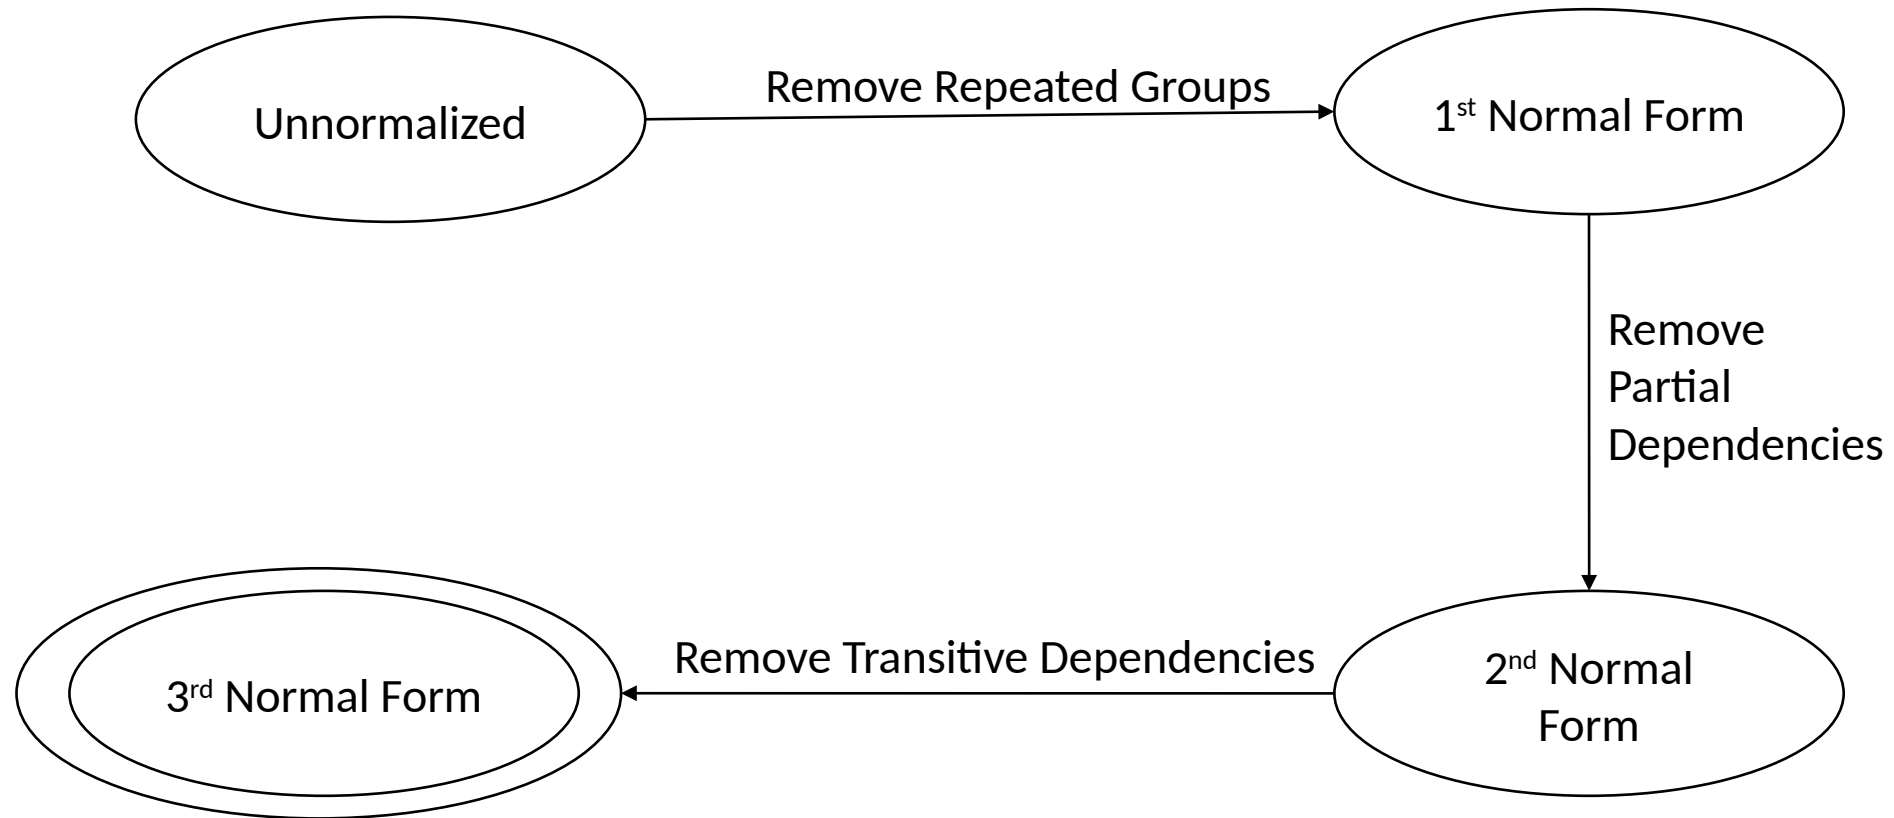 Unnormalized
Remove Repeated Groups
1st Normal Form
Remove
Partial
Dependencies
2nd Normal
Form
Remove Transitive Dependencies
3rd Normal Form